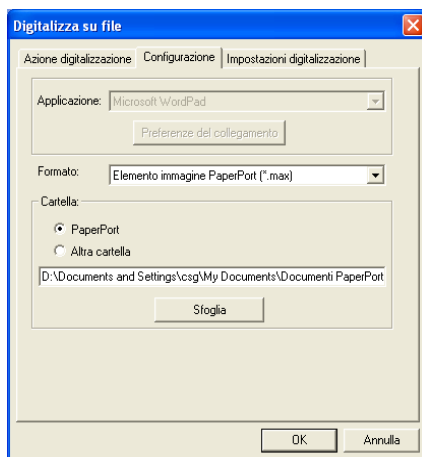 Digitalizza su file
Azione digitalizzazione Configurazione Impostazioni digitalizzazione
Applicazione: Microsoft WordPad
Preferenze del collegamento
Formato: Elemento immagine PaperPort (*.max)
Cartella:
PaperPort
Altra cartella
D:\Documents and Settings\csg\My Documents\Documenti PaperPort
Sfoglia
OK Annulla